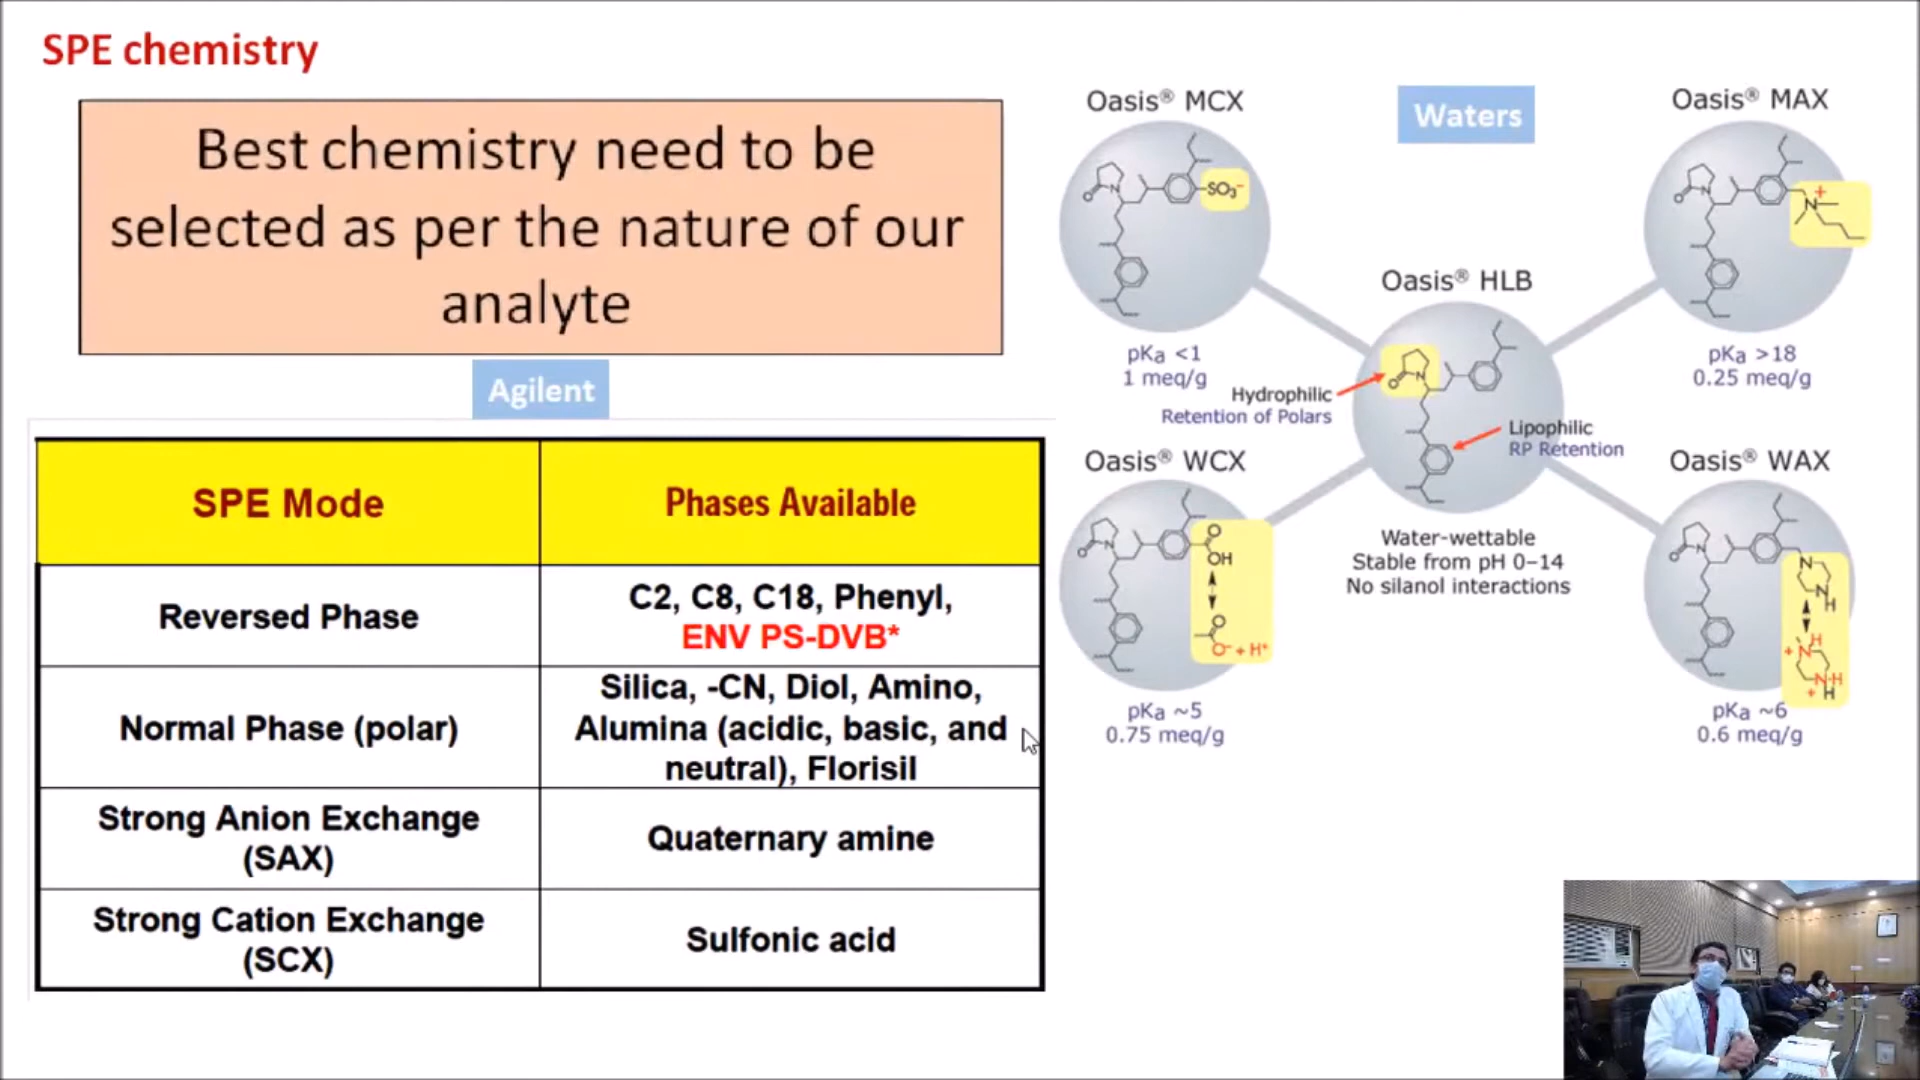 SPE chemistry
Best chemistry need to be
selected as per the nature of our
analyte
Agilent
SPE Mode
Phases Available
Reversed Phase
C2, C8, C18, Phenyl,
ENV PS-DVB*
Normal Phase (polar)
Silica, -CN, Diol, Amino,
Alumina (acidic, basic, and
neutral), Florisil
Strong Anion Exchange
(SAX)
Quaternary amine
Strong Cation Exchange
(SCX)
Sulfonic acid
Waters
Oasis® MCX
O
N
SO₃⁻
pKa <1
1 meq/g
Oasis® MAX
O
N
+
N
pKa >18
0.25 meq/g
Oasis® HLB
O
N
Hydrophilic
Retention of Polars
Lipophilic
RP Retention
Water-wettable
Stable from pH 0–14
No silanol interactions
Oasis® WCX
O
N
O
OH
O
O⁻ + H⁺
pKa ~5
0.75 meq/g
Oasis® WAX
O
N
N
N
H
H
+ N
N-H
+ H
pKa ~6
0.6 meq/g